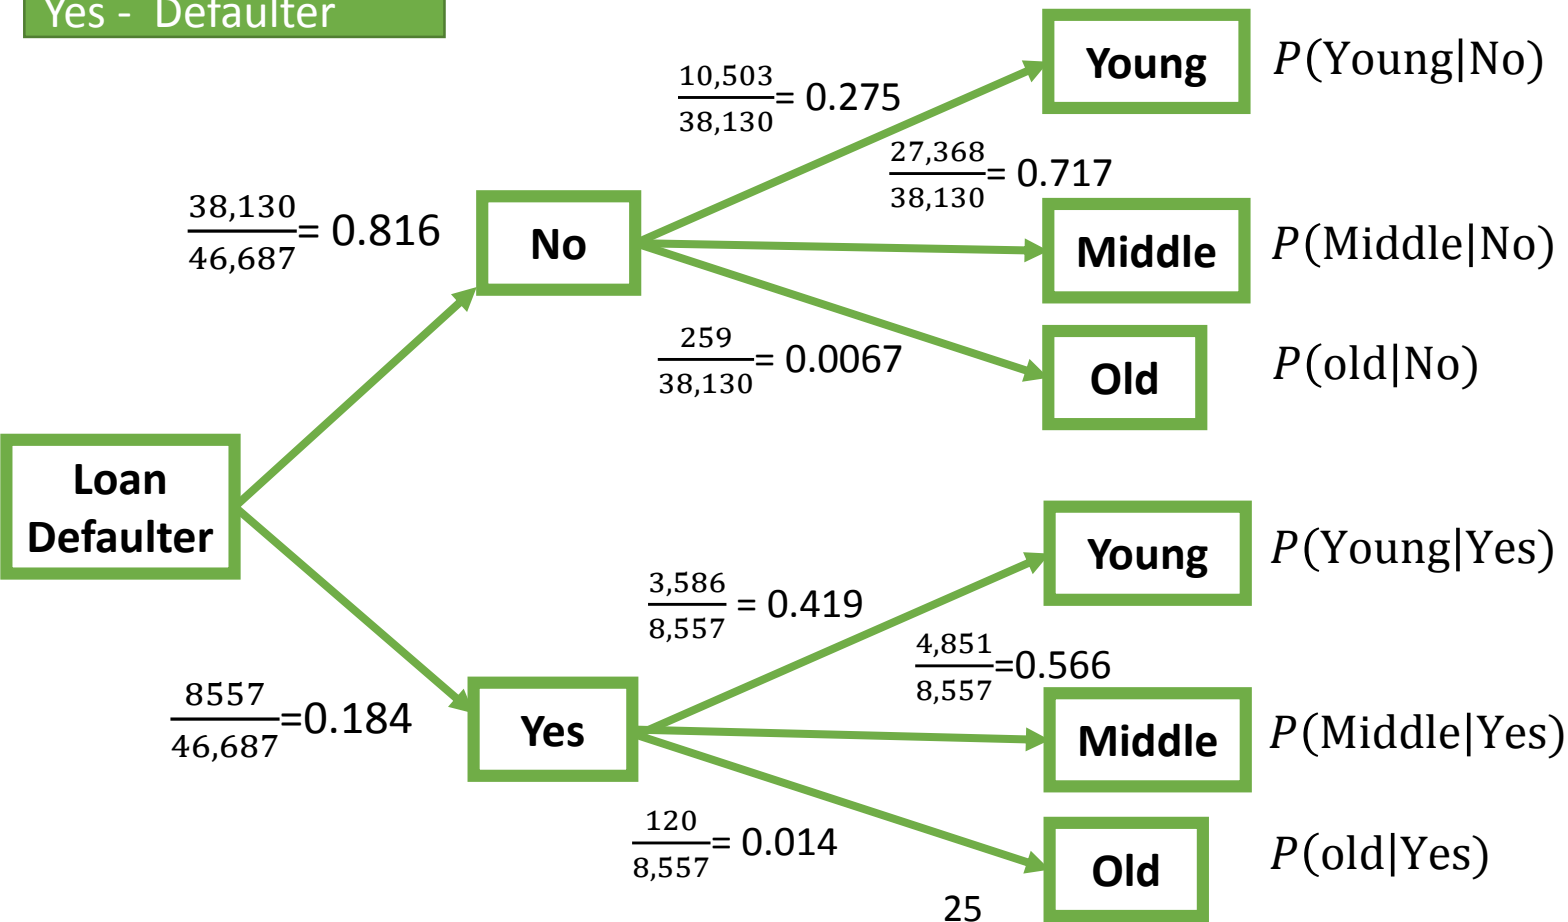 Yes - Defaulter
Young
P(Young|No)
10,503
38,130
= 0.275
27,368
38,130
= 0.717
38,130
46,687
= 0.816
No
Middle
P(Middle|No)
259
38,130
= 0.0067
Old
P(old|No)
Loan
Defaulter
Young
P(Young|Yes)
3,586
8,557
= 0.419
4,851
8,557
=0.566
8557
46,687
=0.184
Yes
Middle
P(Middle|Yes)
120
8,557
= 0.014
Old
P(old|Yes)
25